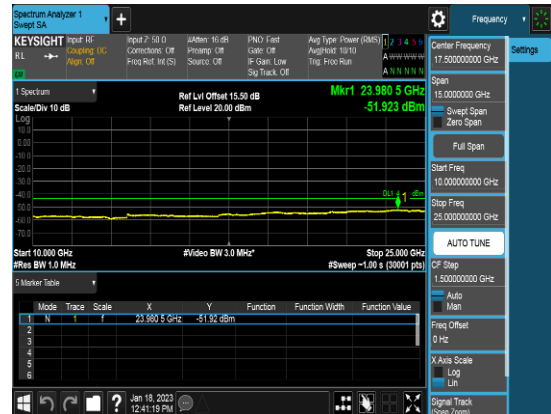 Spectrum Analyzer 1
Swept SA
+
Frequency
KEYSIGHT
Input: RF
Input Z: 50 Ω
#Atten: 16 dB
PNO: Fast
Avg Type: Power (RMS)
1 2 3 4 5 6
RL
Coupling: DC
Corrections: Off
Preamp: Off
Gate: Off
Avg|Hold: 10/10
A W W W W W
Align: Off
Freq Ref: Int (S)
Source: Off
IF Gain: Low
Trig: Free Run
Sig Track: Off
A N N N N N
1 Spectrum
Ref Lvl Offset 15.50 dB
Mkr1 23.980 5 GHz
Scale/Div 10 dB
Ref Level 20.00 dBm
-51.923 dBm
Log
10.0
0.00
-10.0
-20.0
-30.0
-40.0
-50.0
-60.0
-70.0
1
Start 10.000 GHz
#Video BW 3.0 MHz*
Stop 25.000 GHz
#Res BW 1.0 MHz
#Sweep ~1.00 s (30001 pts)
5 Marker Table
Mode Trace Scale X Y Function Function Width Function Value
1 N 1 f 23.980 5 GHz -51.92 dBm
2
3
4
5
6
Jan 18, 2023
12:41:19 PM
Center Frequency
17.500000000 GHz
Settings
Span
15.0000000 GHz
Swept Span
Zero Span
Full Span
Start Freq
10.000000000 GHz
Stop Freq
25.000000000 GHz
AUTO TUNE
CF Step
1.500000000 GHz
Auto
Man
Freq Offset
0 Hz
X Axis Scale
Log
Lin
Signal Track
(Span Zoom)